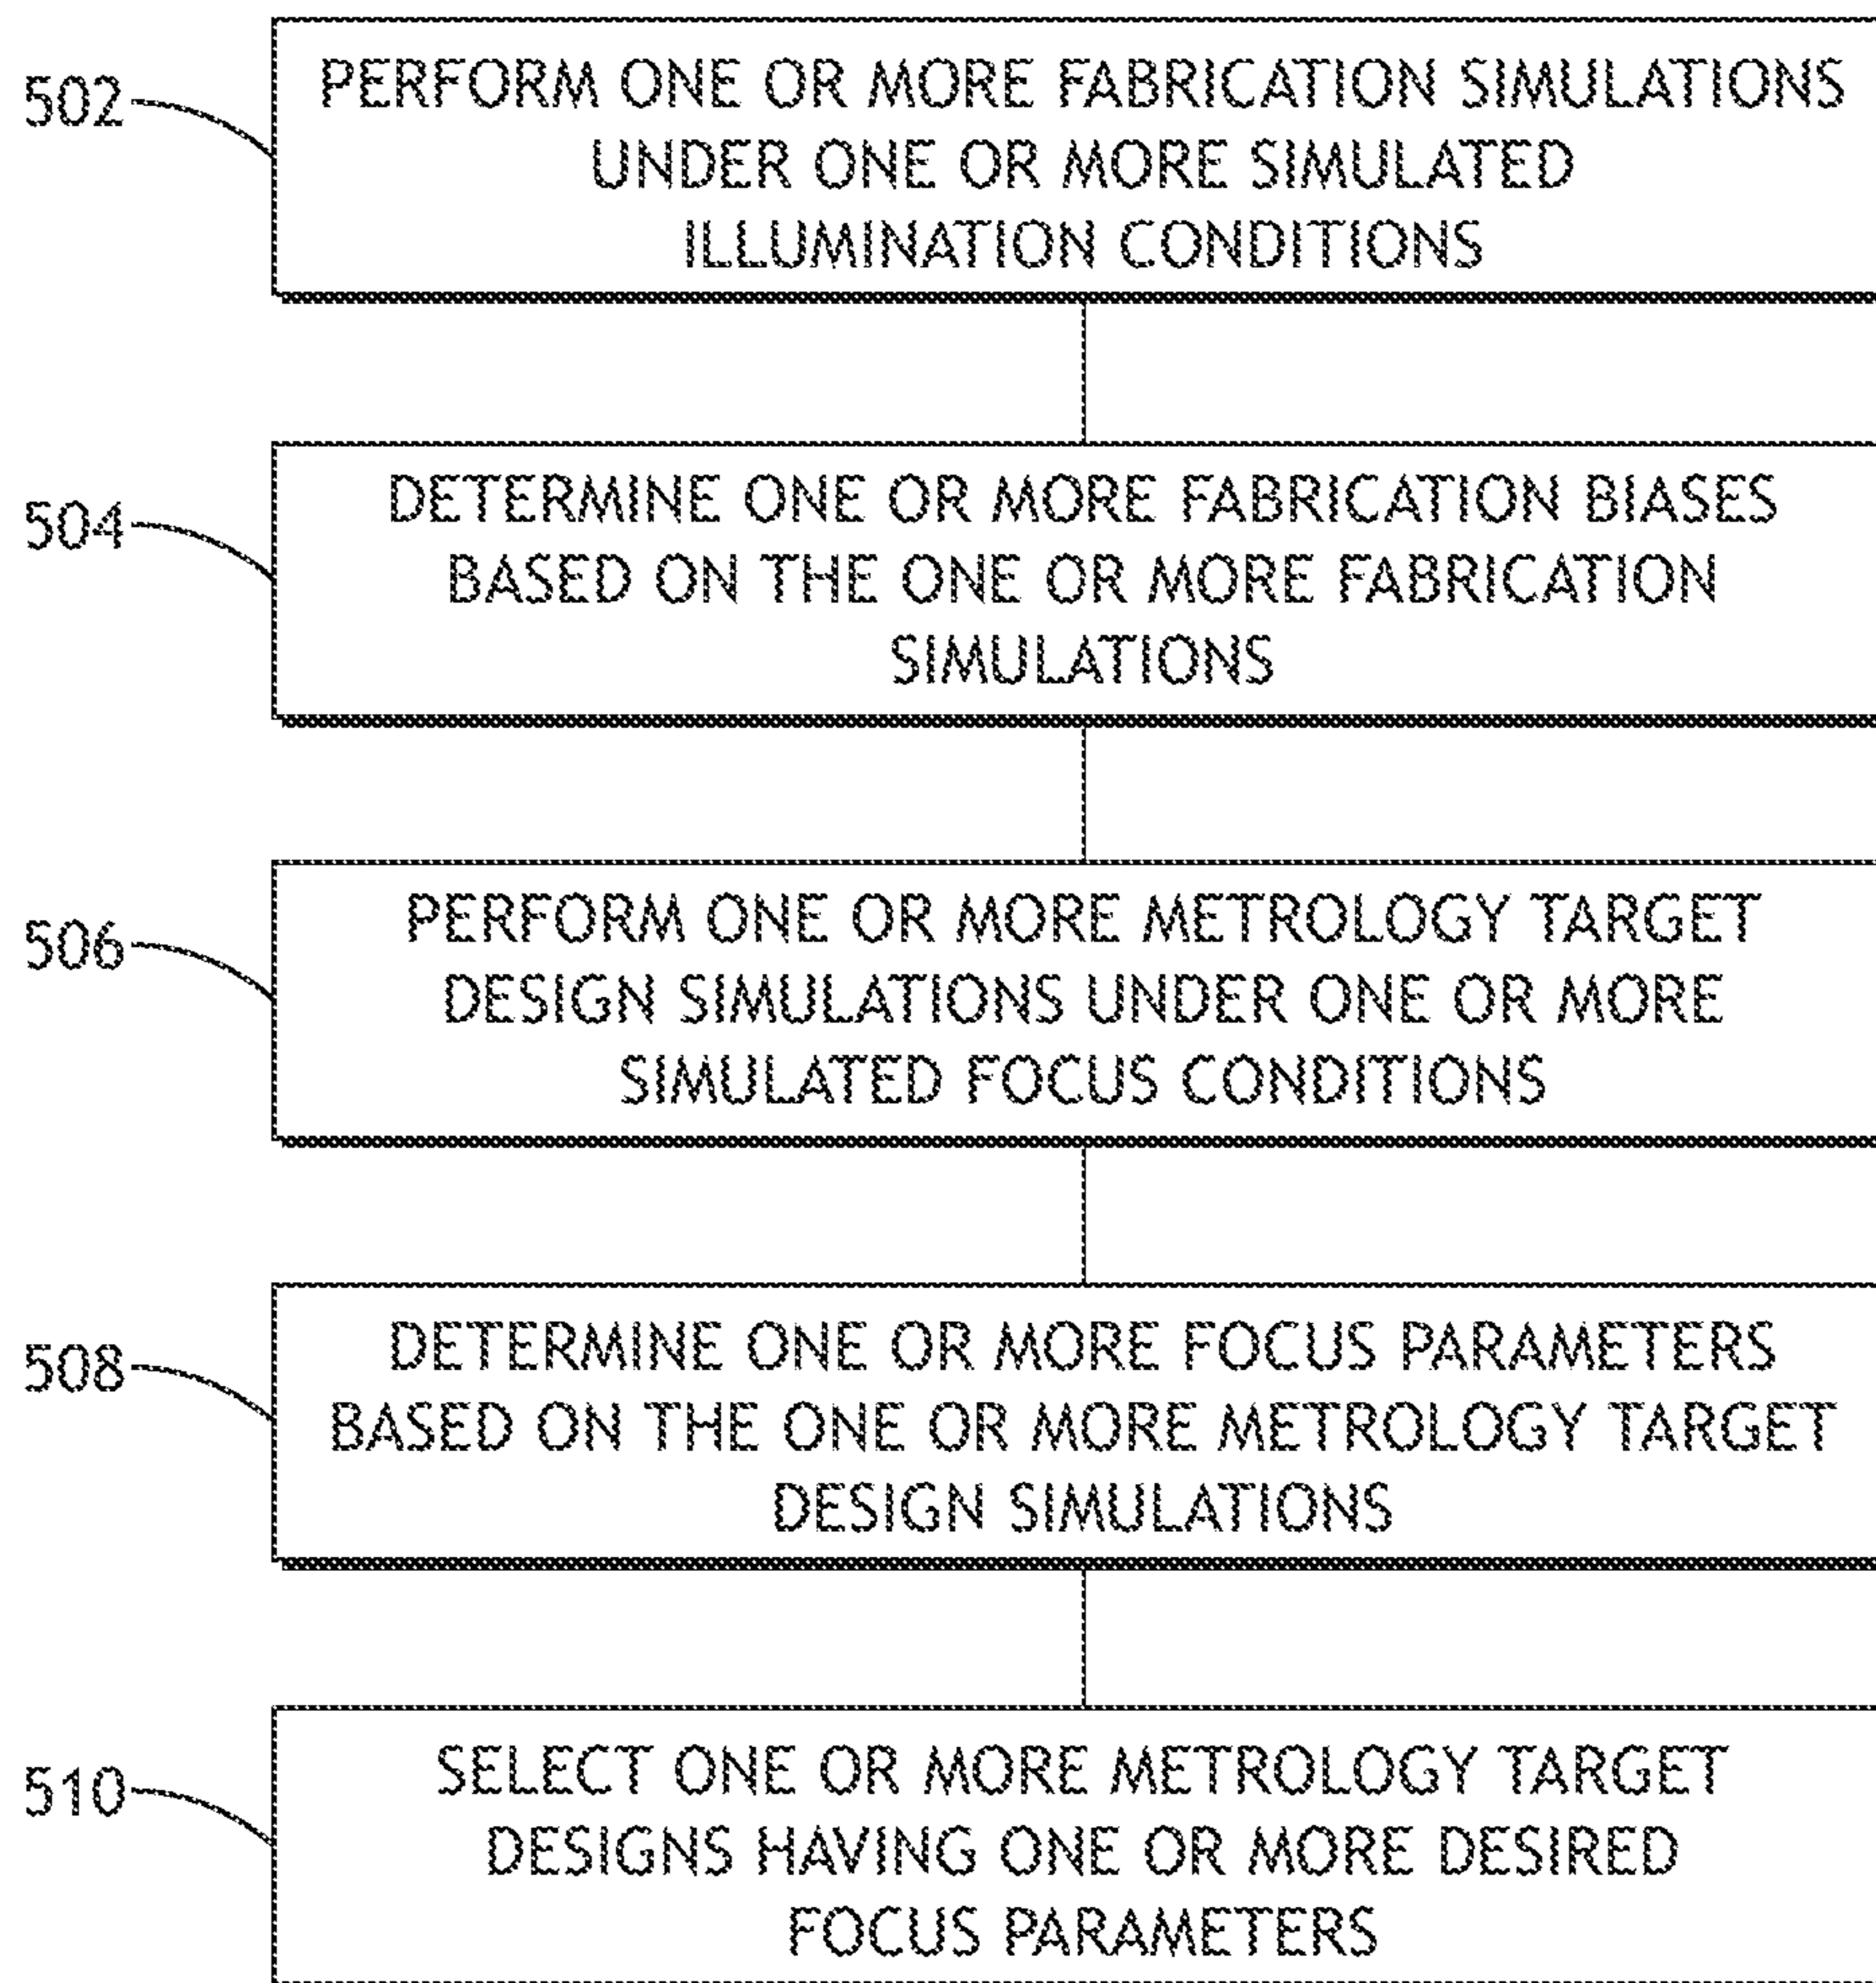 502
PERFORM ONE OR MORE FABRICATION SIMULATIONS
UNDER ONE OR MORE SIMULATED
ILLUMINATION CONDITIONS
504
DETERMINE ONE OR MORE FABRICATION BIASES
BASED ON THE ONE OR MORE FABRICATION
SIMULATIONS
506
PERFORM ONE OR MORE METROLOGY TARGET
DESIGN SIMULATIONS UNDER ONE OR MORE
SIMULATED FOCUS CONDITIONS
508
DETERMINE ONE OR MORE FOCUS PARAMETERS
BASED ON THE ONE OR MORE METROLOGY TARGET
DESIGN SIMULATIONS
510
SELECT ONE OR MORE METROLOGY TARGET
DESIGNS HAVING ONE OR MORE DESIRED
FOCUS PARAMETERS